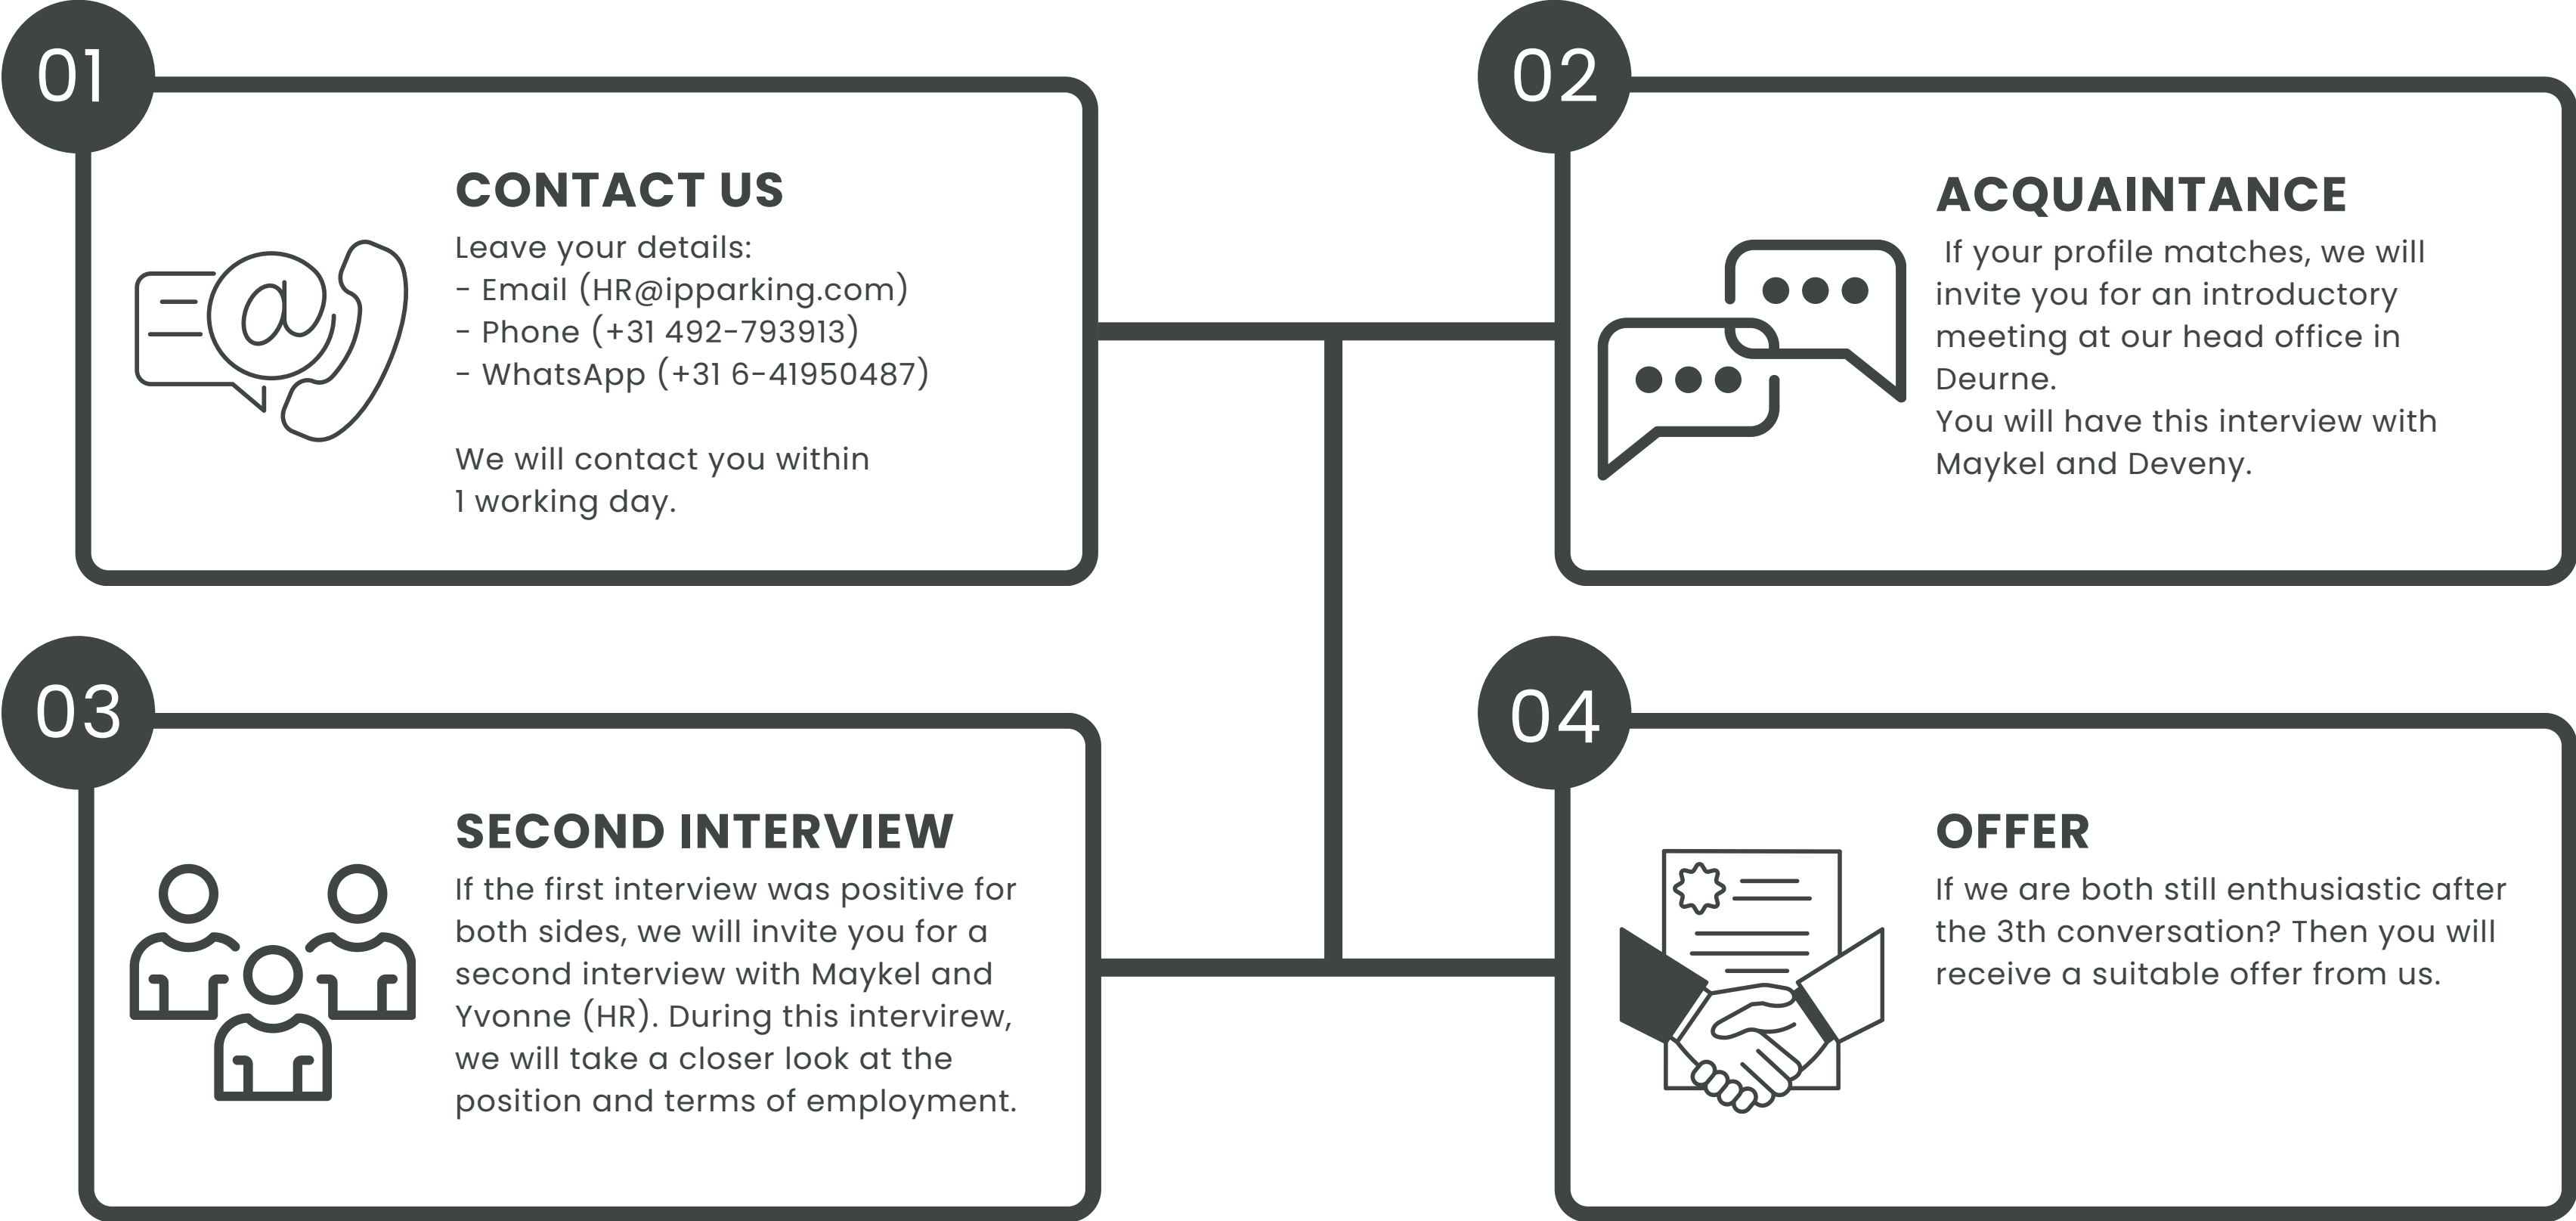 01
CONTACT US
Leave your details:
- Email (HR@ipparking.com)
- Phone (+31 492-793913)
- WhatsApp (+31 6-41950487)
We will contact you within
1 working day.
02
ACQUAINTANCE
If your profile matches, we will
invite you for an introductory
meeting at our head office in
Deurne.
You will have this interview with
Maykel and Deveny.
03
SECOND INTERVIEW
If the first interview was positive for
both sides, we will invite you for a
second interview with Maykel and
Yvonne (HR). During this intervirew,
we will take a closer look at the
position and terms of employment.
04
OFFER
If we are both still enthusiastic after
the 3th conversation? Then you will
receive a suitable offer from us.